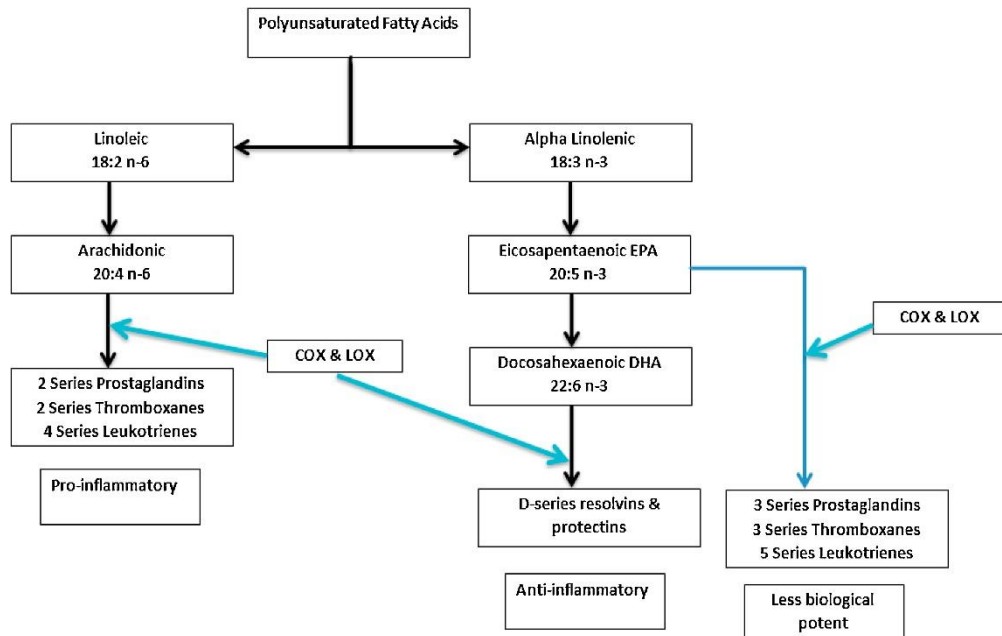 Polyunsaturated Fatty Acids
Linoleic
18:2 n-6
Alpha Linolenic
18:3 n-3
Arachidonic
20:4 n-6
Eicosapentaenoic EPA
20:5 n-3
COX & LOX
COX & LOX
Docosahexaenoic DHA
22:6 n-3
2 Series Prostaglandins
2 Series Thromboxanes
4 Series Leukotrienes
Pro-inflammatory
D-series resolvins &
protectins
3 Series Prostaglandins
3 Series Thromboxanes
5 Series Leukotrienes
Anti-inflammatory
Less biological
potent